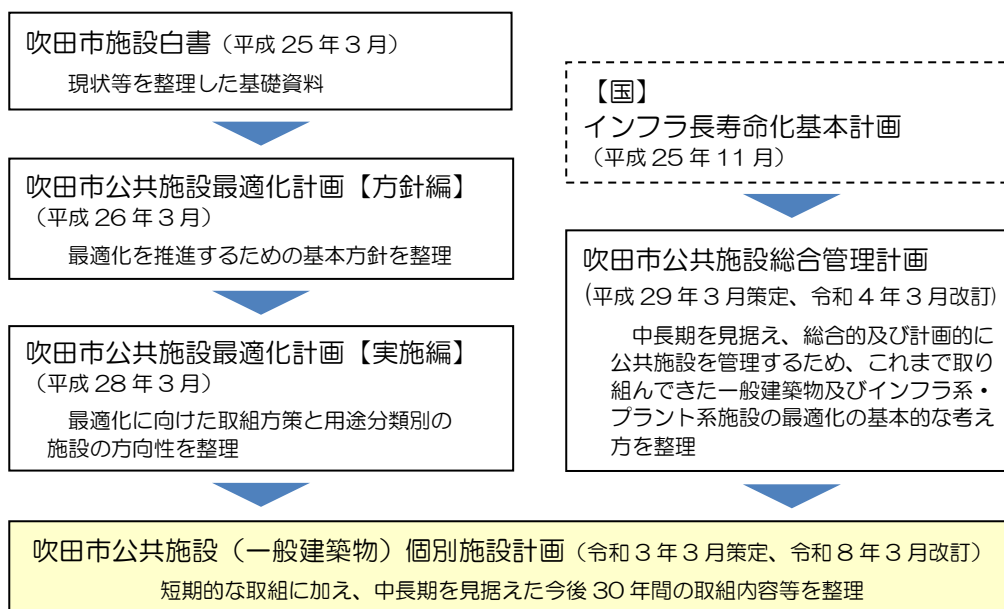 吹田市施設白書（平成25年3月）
現状等を整理した基礎資料
吹田市公共施設最適化計画【方針編】
（平成26年3月）
最適化を推進するための基本方針を整理
吹田市公共施設最適化計画【実施編】
（平成28年3月）
最適化に向けた取組方策と用途分類別の
施設の方向性を整理
【国】
インフラ長寿命化基本計画
（平成25年11月）
吹田市公共施設総合管理計画
(平成29年3月策定、令和4年3月改訂)
中長期を見据え、総合的及び計画的に
公共施設を管理するため、これまで取り
組んできた一般建築物及びインフラ系・
プラント系施設の最適化の基本的な考え
方を整理
吹田市公共施設（一般建築物）個別施設計画（令和3年3月策定、令和8年3月改訂）
短期的な取組に加え、中長期を見据えた今後30年間の取組内容等を整理